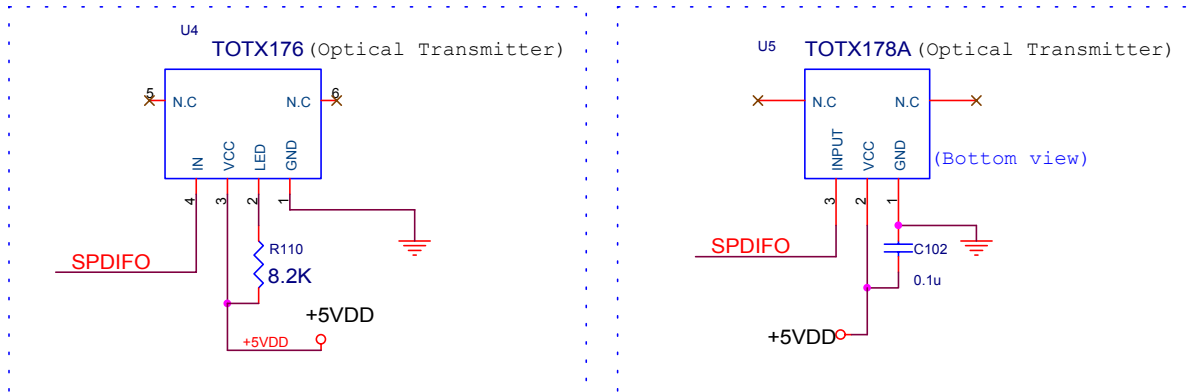 U4
TOTX176 (Optical Transmitter)
5 N.C N.C 6
IN VCC LED GND
4 3 2 1
SPDIFO
R110
8.2K
+5VDD
+5VDD
U5
TOTX178A (Optical Transmitter)
N.C N.C
INPUT VCC GND
(Bottom view)
3 2 1
SPDIFO
C102
0.1u
+5VDD